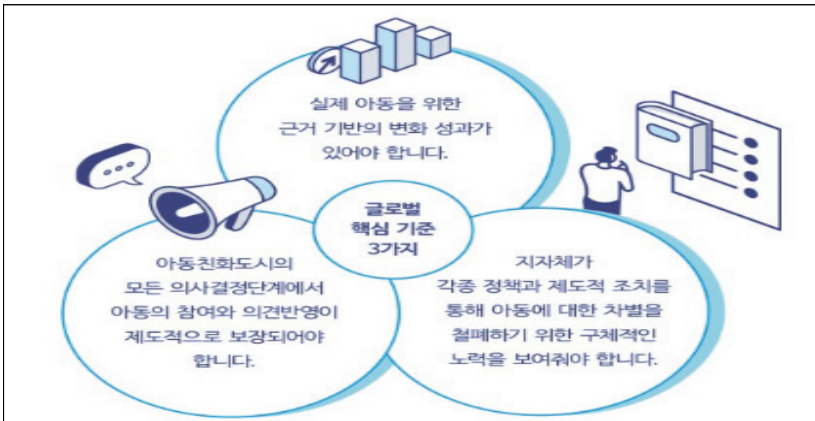 실제 아동을 위한
근거 기반의 변화 성과가
있어야 합니다.
글로벌
핵심 기준
3가지
아동친화도시의
모든 의사결정단계에서
아동의 참여와 의견반영이
제도적으로 보장되어야
합니다.
지자체가
각종 정책과 제도적 조치를
통해 아동에 대한 차별을
철폐하기 위한 구체적인
노력을 보여줘야 합니다.